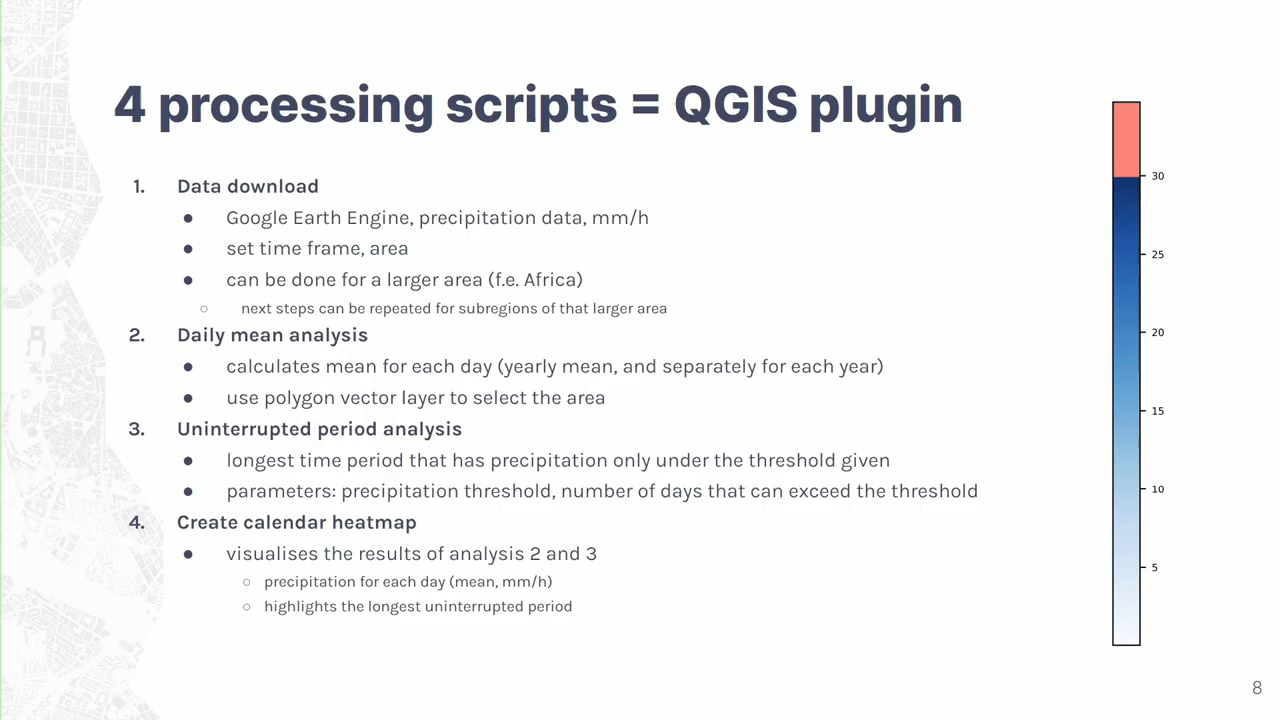 4 processing scripts = QGIS plugin
1. Data download
● Google Earth Engine, precipitation data, mm/h
● set time frame, area
● can be done for a larger area (f.e. Africa)
○ next steps can be repeated for subregions of that larger area
2. Daily mean analysis
● calculates mean for each day (yearly mean, and separately for each year)
● use polygon vector layer to select the area
3. Uninterrupted period analysis
● longest time period that has precipitation only under the threshold given
● parameters: precipitation threshold, number of days that can exceed the threshold
4. Create calendar heatmap
● visualises the results of analysis 2 and 3
○ precipitation for each day (mean, mm/h)
○ highlights the longest uninterrupted period
30
25
20
15
10
5
8